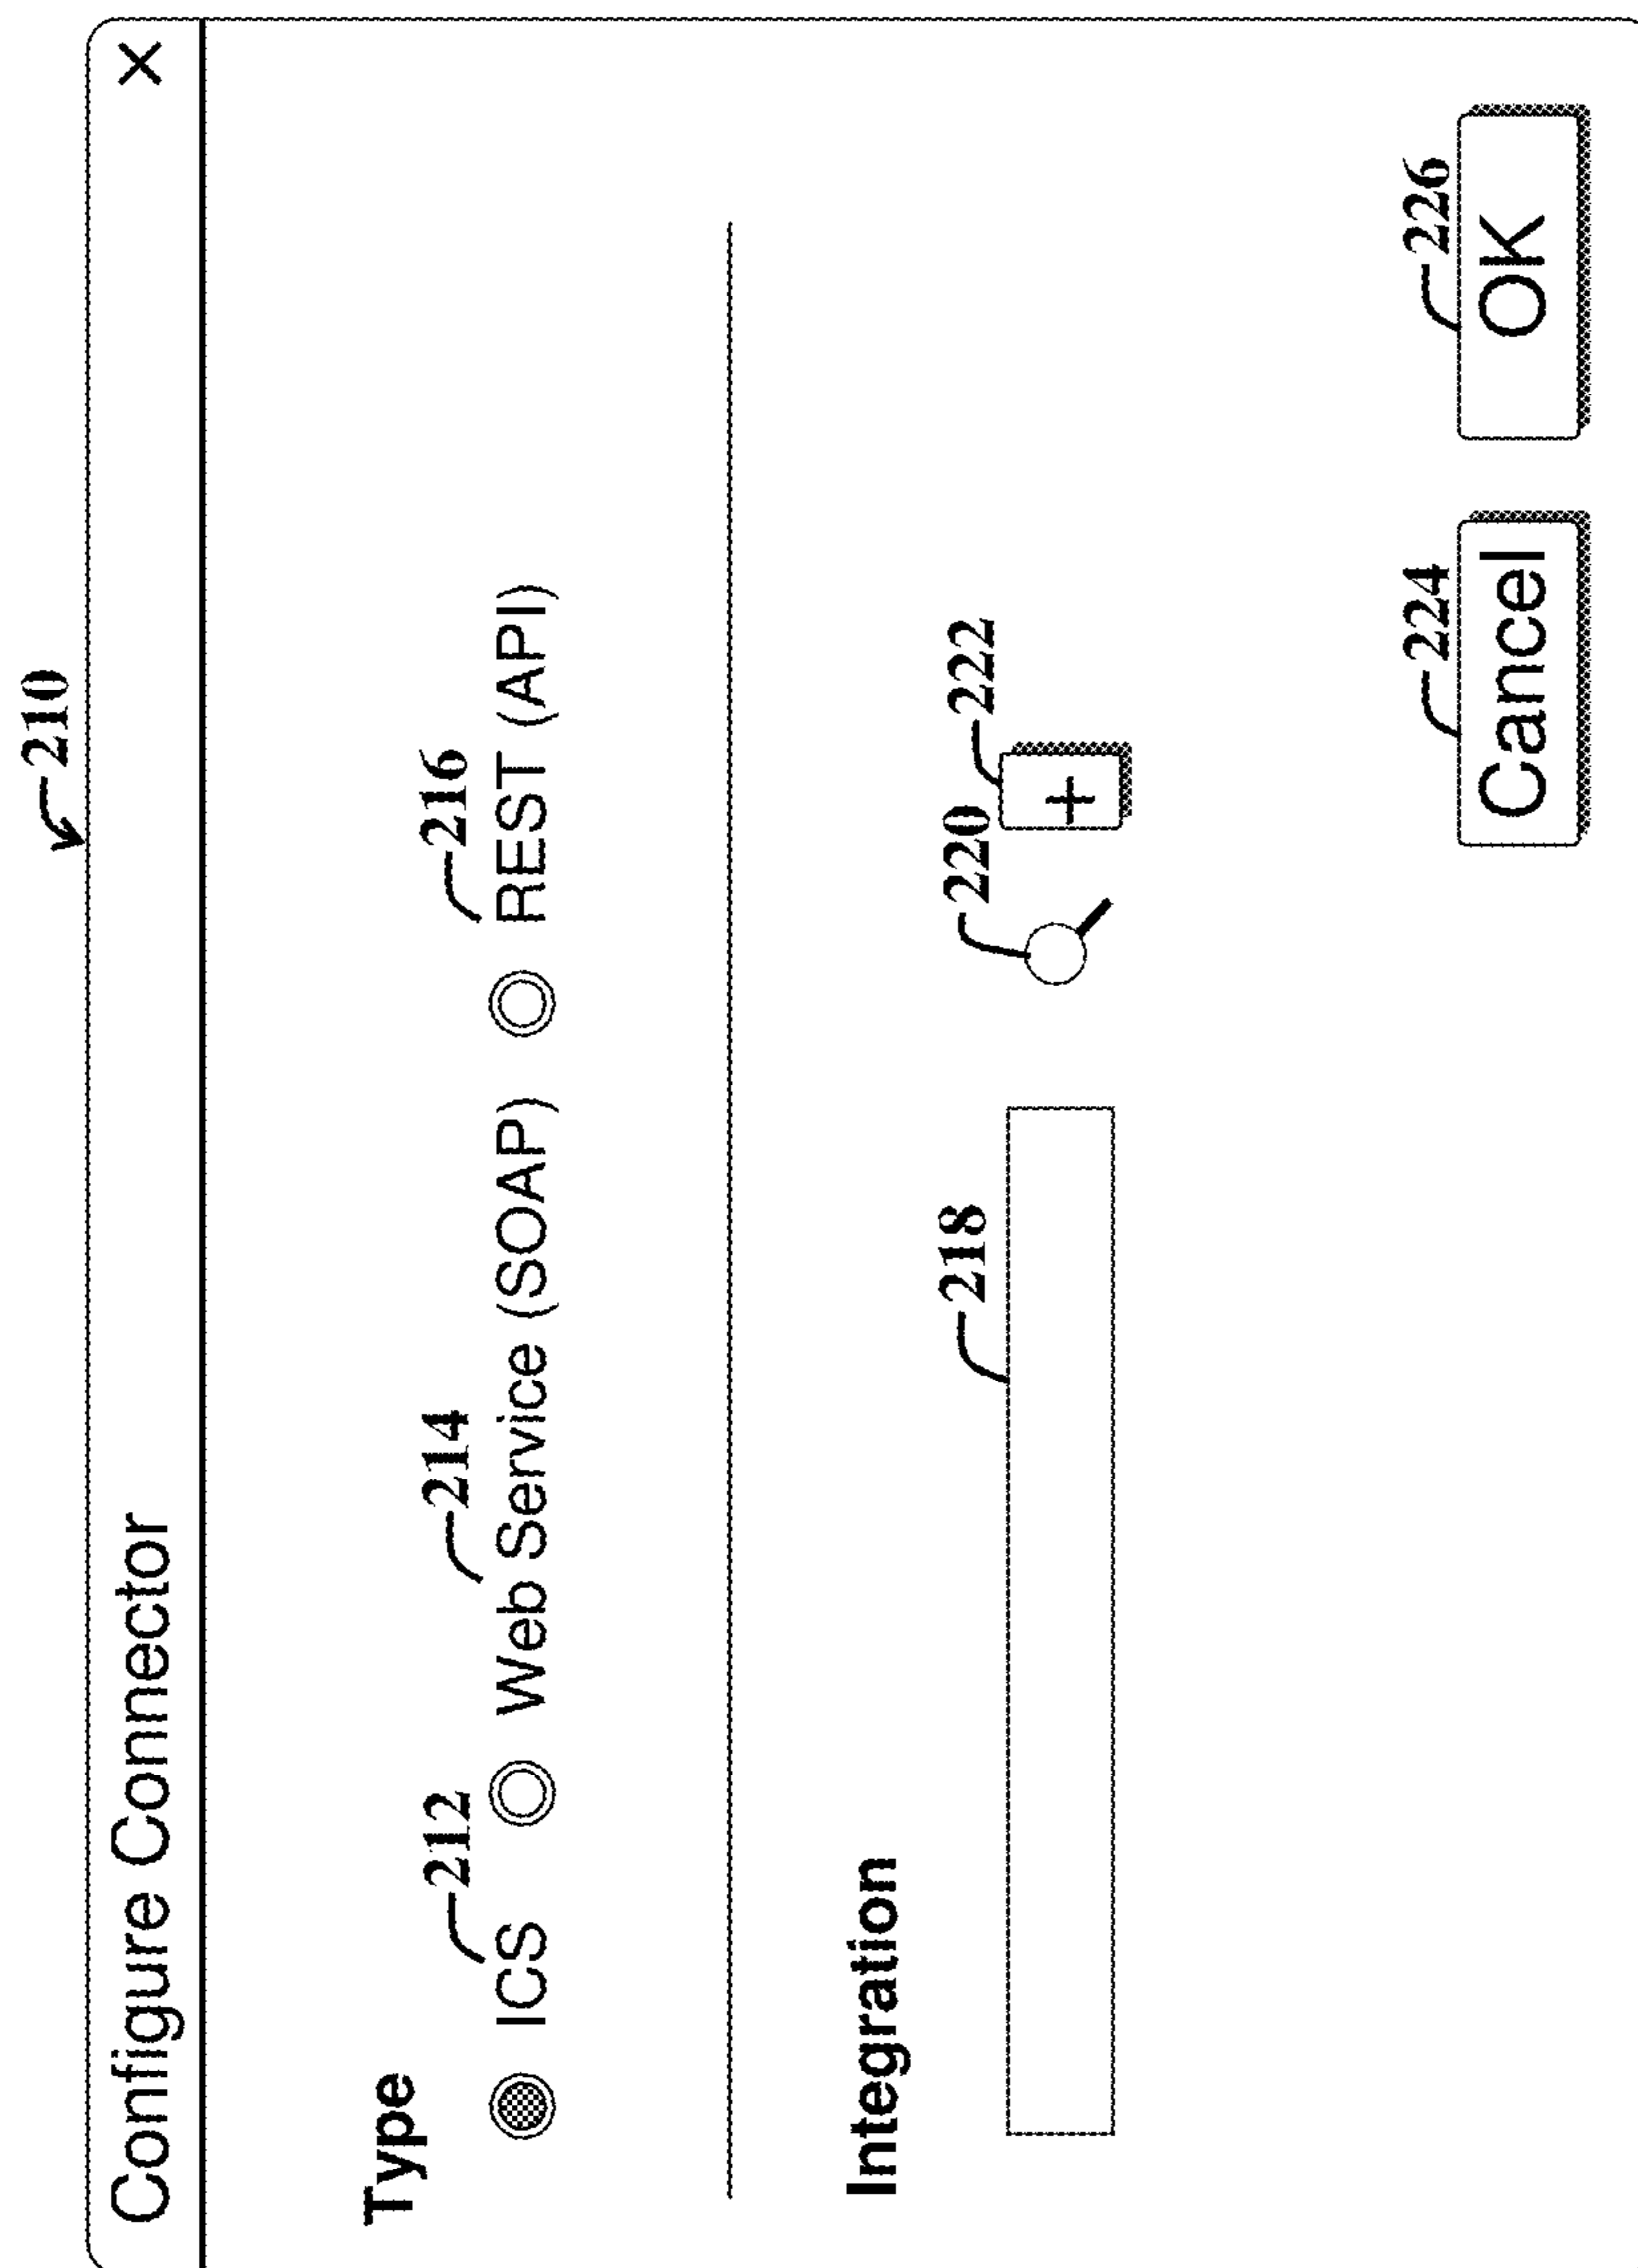 210
Configure Connector X
Type
212 214 216
ICS Web Service (SOAP) REST (API)
Integration
218 220 222
+
224 226
Cancel OK